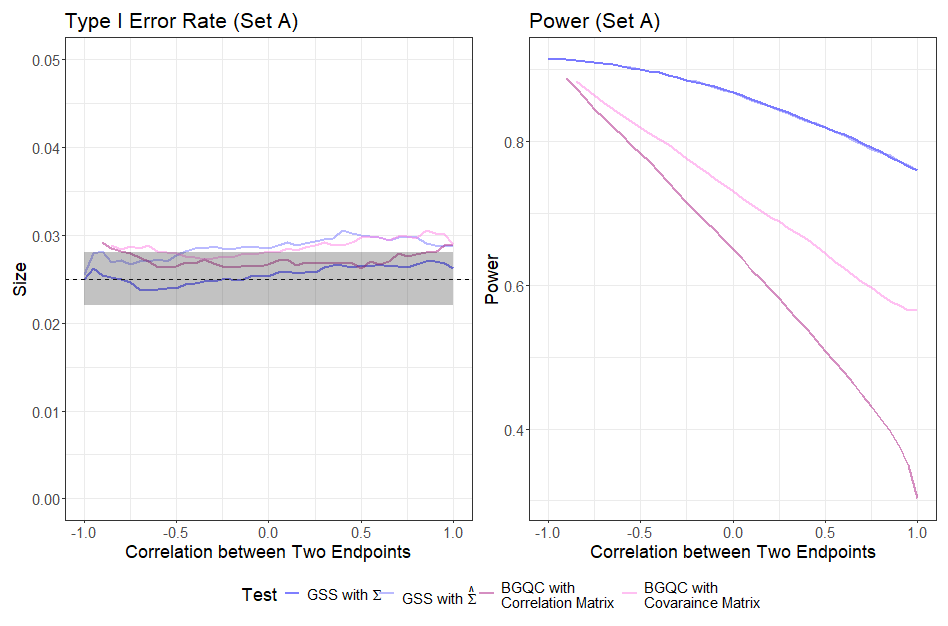 Type I Error Rate (Set A)
Power (Set A)
Size
0.05
0.04
0.03
0.02
0.01
0.00
-1.0 -0.5 0.0 0.5 1.0
Correlation between Two Endpoints
Power
0.8
0.6
0.4
-1.0 -0.5 0.0 0.5 1.0
Correlation between Two Endpoints
Test
GSS with Σ
GSS with Σ̂
BGQC with
Correlation Matrix
BGQC with
Covaraince Matrix